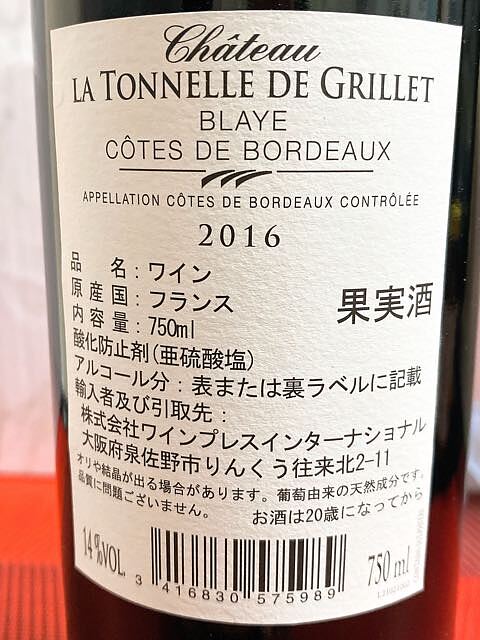 Château
LA TONNELLE DE GRILLET
BLAYE
CÔTES DE BORDEAUX
APPELLATION CÔTES DE BORDEAUX CONTRÔLÉE
2016
品 名：ワイン
原産国：フランス
果実酒
内容量：750ml
酸化防止剤(亜硫酸塩)
アルコール分：表または裏ラベルに記載
輸入者及び引取先：
株式会社ワインプレスインターナショナル
大阪府泉佐野市りんくう往来北2-11
オリや結晶が出る場合があります。葡萄由来の天然成分です。
品質に問題ございません。 お酒は20歳になってから
14%VOL.
3 416830 575989
750 ml